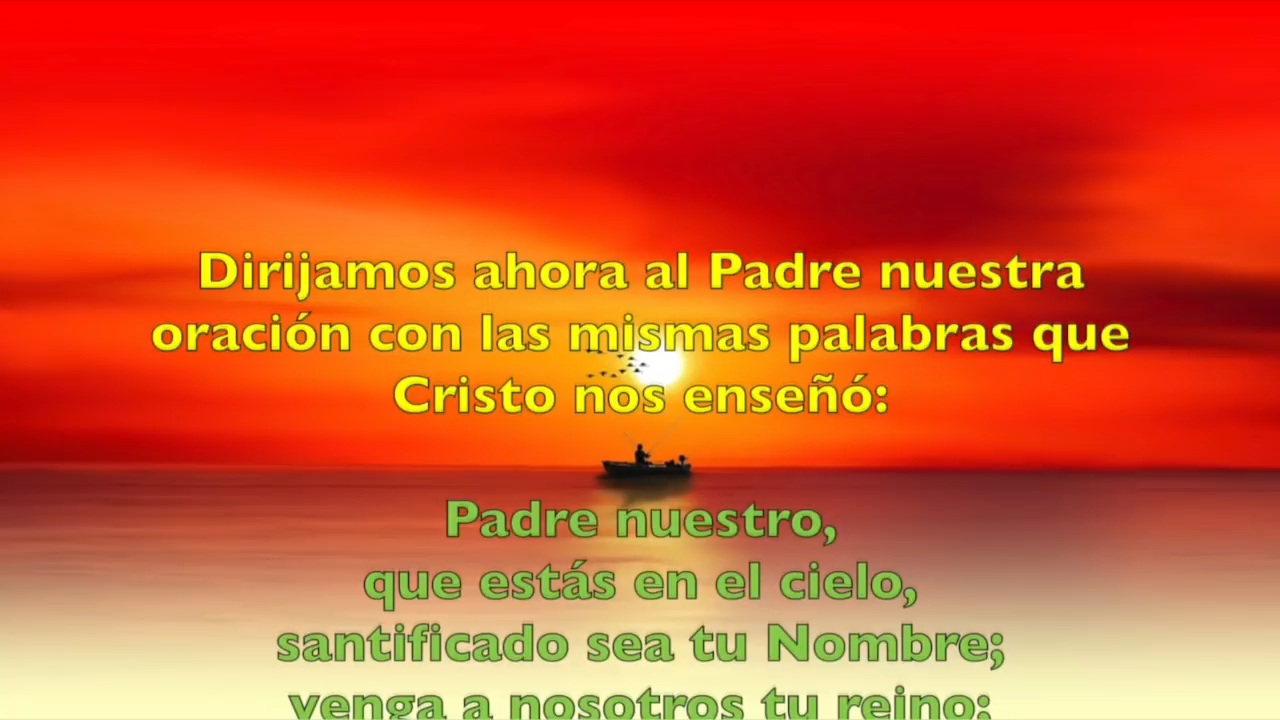 Dirijamos ahora al Padre nuestra
oración con las mismas palabras que
Cristo nos enseñó:
Padre nuestro,
que estás en el cielo,
santificado sea tu Nombre;
venga a nosotros tu reino;